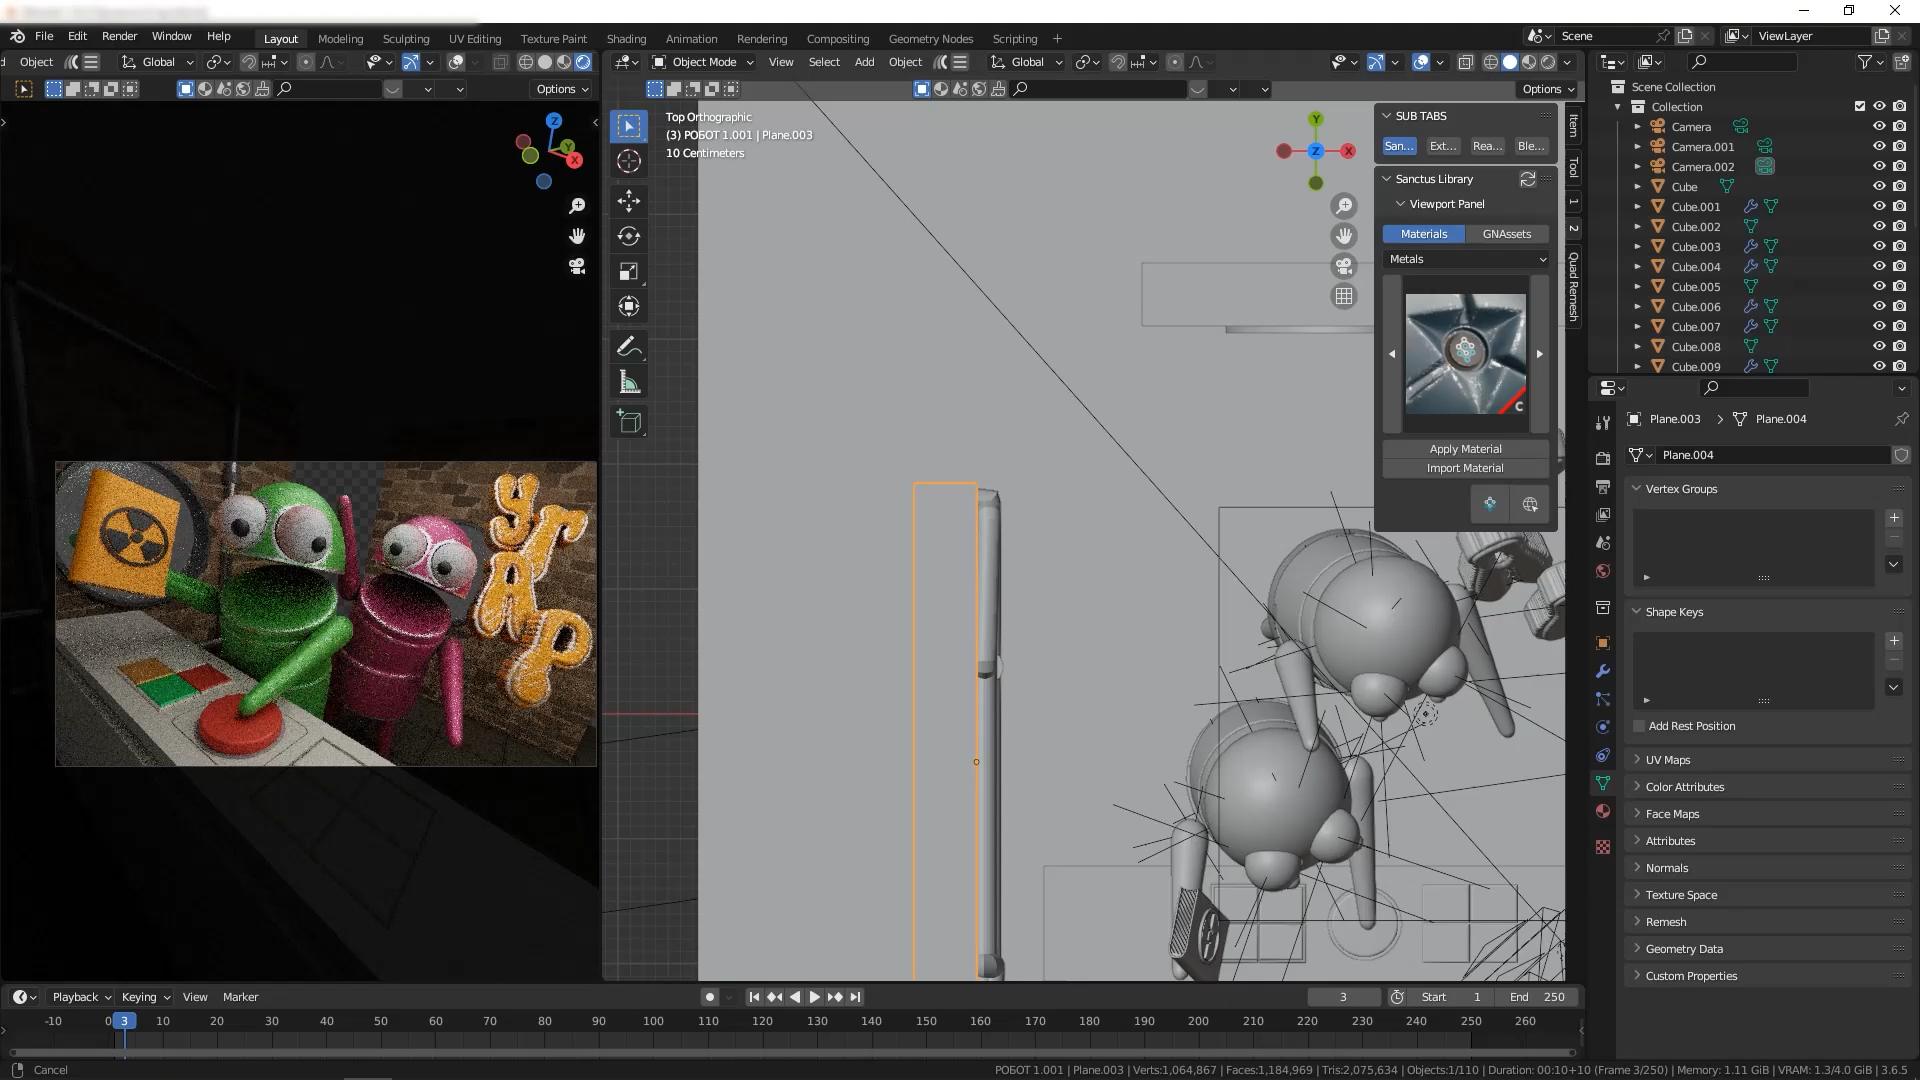 File Edit Render Window Help Layout Modeling Sculpting UV Editing Texture Paint Shading Animation Rendering Compositing Geometry Nodes Scripting + Scene ViewLayer
Object Global Object Mode View Select Add Object Global
Options Options
Top Orthographic
(3) РОБОТ 1.001 | Plane.003
10 Centimeters
Z
Y
X
Y
Z
X
SUB TABS
San... Ext... Rea... Ble...
Sanctus Library
Viewport Panel
Materials GNAssets
Metals
C
Apply Material
Import Material
Item
Tool
1
2
Quad Remesh
Scene Collection
Collection
Camera
Camera.001
Camera.002
Cube
Cube.001
Cube.002
Cube.003
Cube.004
Cube.005
Cube.006
Cube.007
Cube.008
Cube.009
Plane.003 Plane.004
Plane.004
Vertex Groups
Shape Keys
Add Rest Position
UV Maps
Color Attributes
Face Maps
Attributes
Normals
Texture Space
Remesh
Geometry Data
Custom Properties
УГАР
Playback Keying View Marker 3 Start 1 End 250
-10 0 3 10 20 30 40 50 60 70 80 90 100 110 120 130 140 150 160 170 180 190 200 210 220 230 240 250 260
Cancel РОБОТ 1.001 | Plane.003 | Verts:1,064,867 | Faces:1,184,969 | Tris:2,075,634 | Objects:1/110 | Duration: 00:10+10 (Frame 3/250) | Memory: 1.11 GiB | VRAM: 1.3/4.0 GiB | 3.6.5